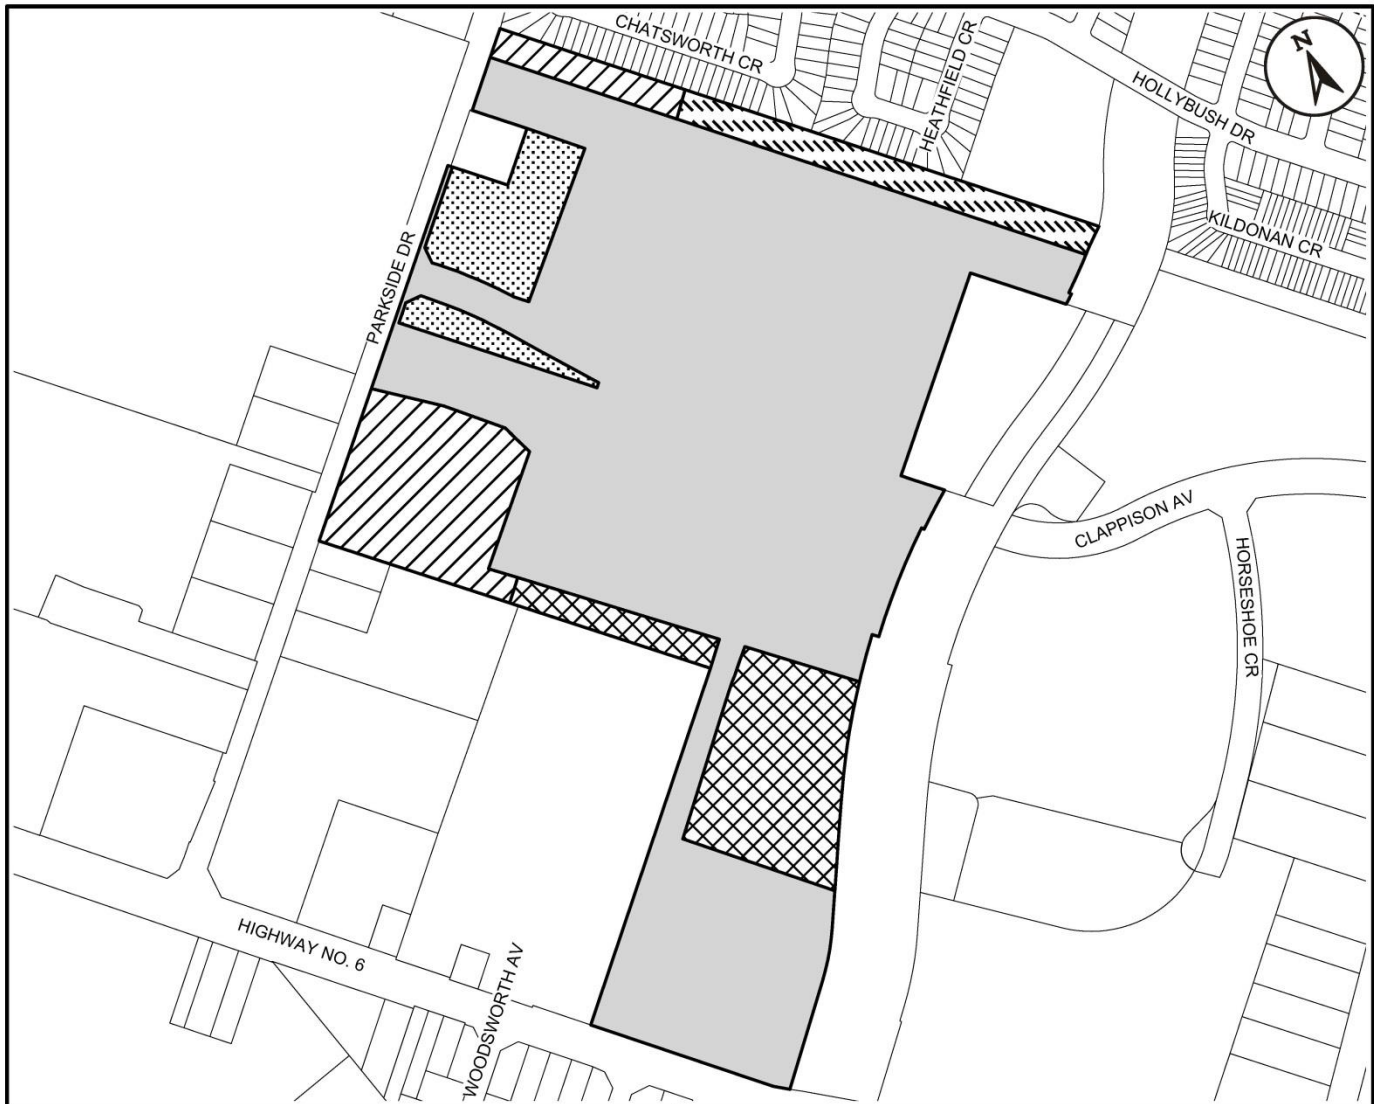 CHATSWORTH CR
HEATHFIELD CR
HOLLYBUSH DR
N
KILDONAN CR
PARKSIDE DR
CLAPPISON AV
HORSESHOE CR
HIGHWAY NO. 6
WOODSWORTH AV